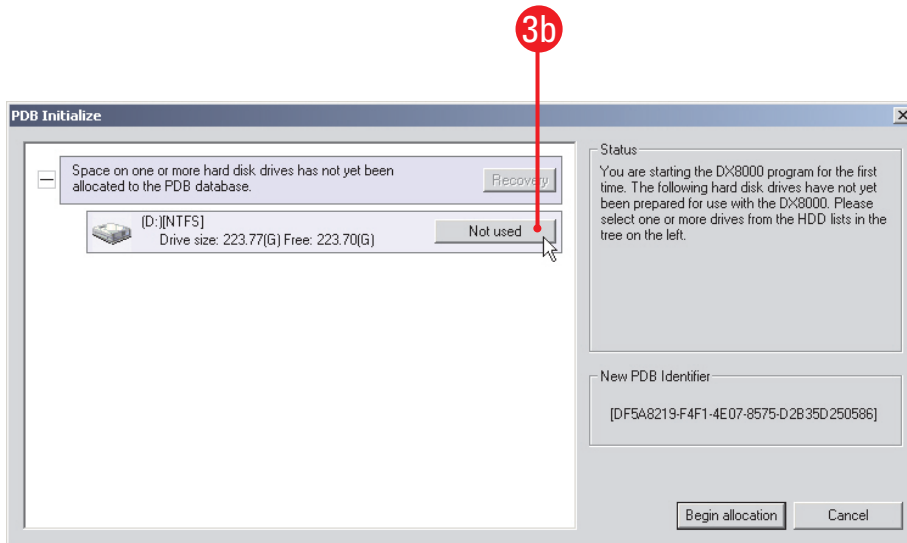 3b
PDB Initialize
Space on one or more hard disk drives has not yet been
allocated to the PDB database.
Recovery
(D:)[NTFS]
Drive size: 223.77(G) Free: 223.70(G)
Not used
Status
You are starting the DX8000 program for the first
time. The following hard disk drives have not yet
been prepared for use with the DX8000. Please
select one or more drives from the HDD lists in the
tree on the left.
New PDB Identifier
[DF5A8219-F4F1-4E07-8575-D2B35D250586]
Begin allocation
Cancel